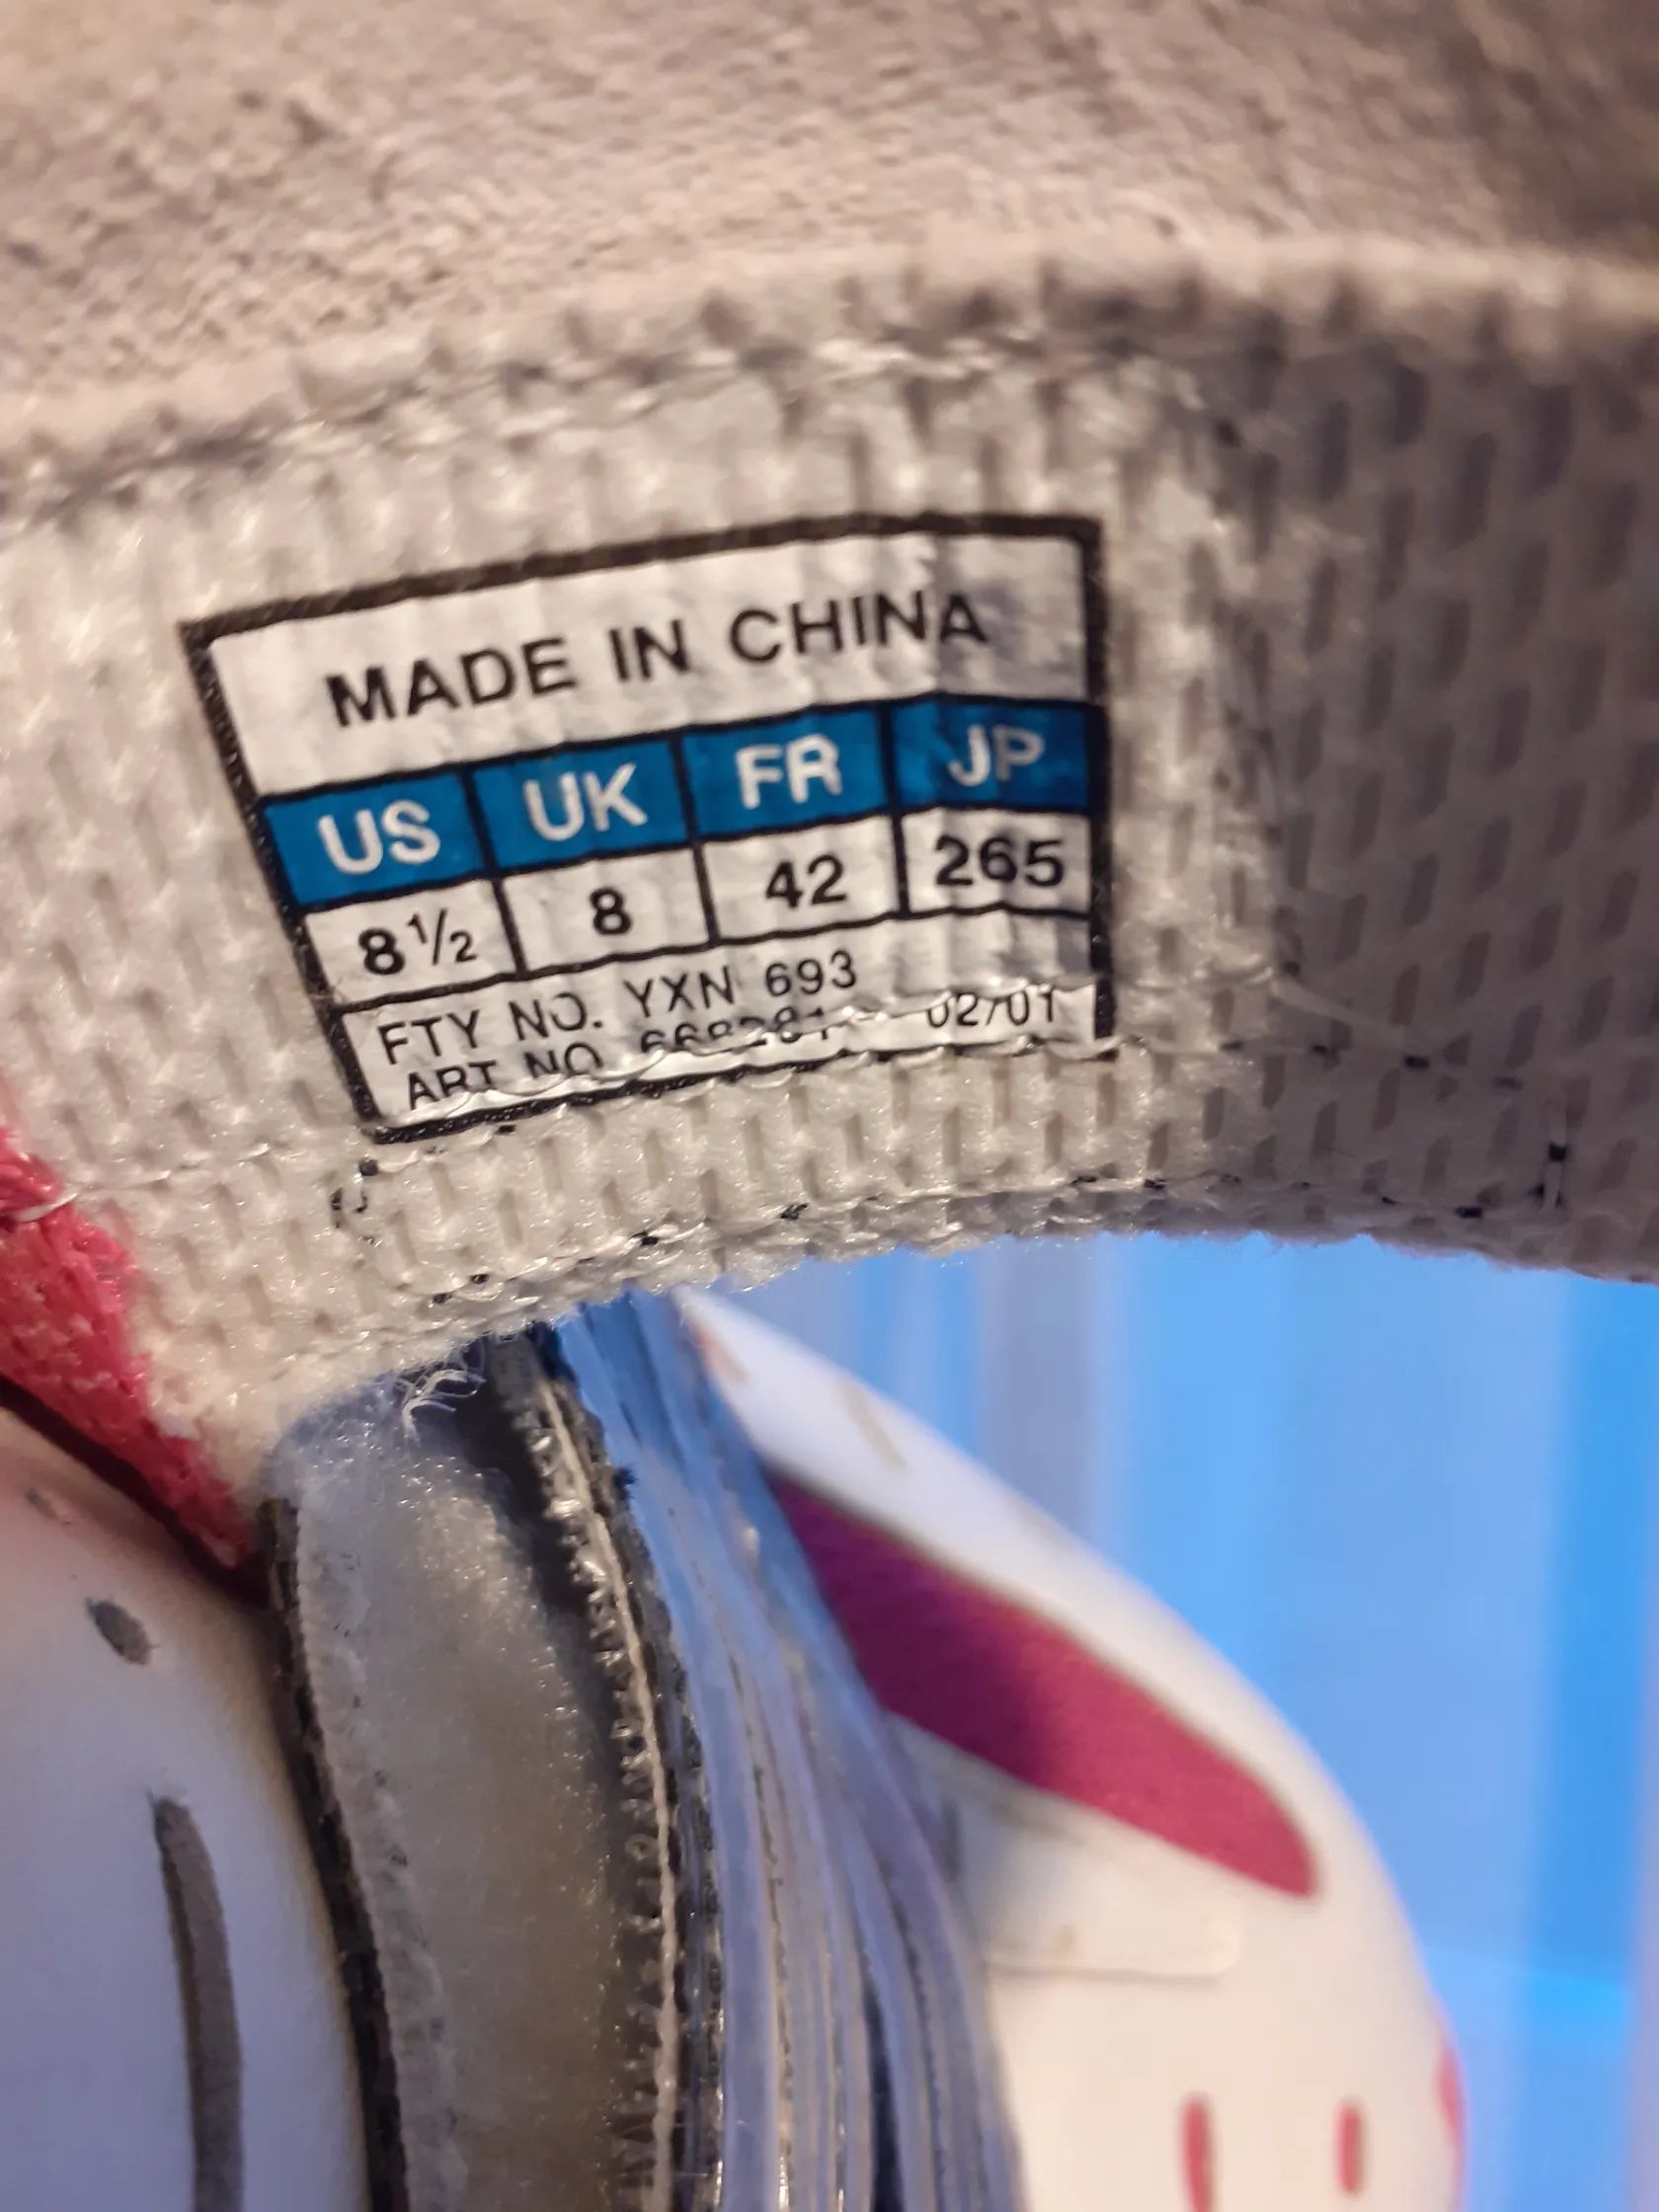 MADE IN CHINA
US UK FR JP
8½ 8 42 265
FTY NO. YXN 693
ART NO 02/01